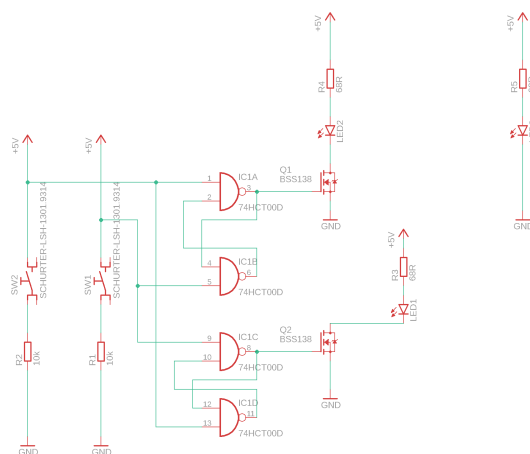 +5V
+5V
R4
68R
R5
LED2
+5V
+5V
SCHURTER-LSH-1301.9314
SW2
SCHURTER-LSH-1301.9314
SW1
Q1
BSS138
1
2
3
IC1A
74HCT00D
GND
GND
4
5
6
IC1B
74HCT00D
+5V
R3
68R
LED1
Q2
BSS138
9
10
8
IC1C
74HCT00D
R2
10k
R1
10k
12
13
11
IC1D
74HCT00D
GND
GND
GND